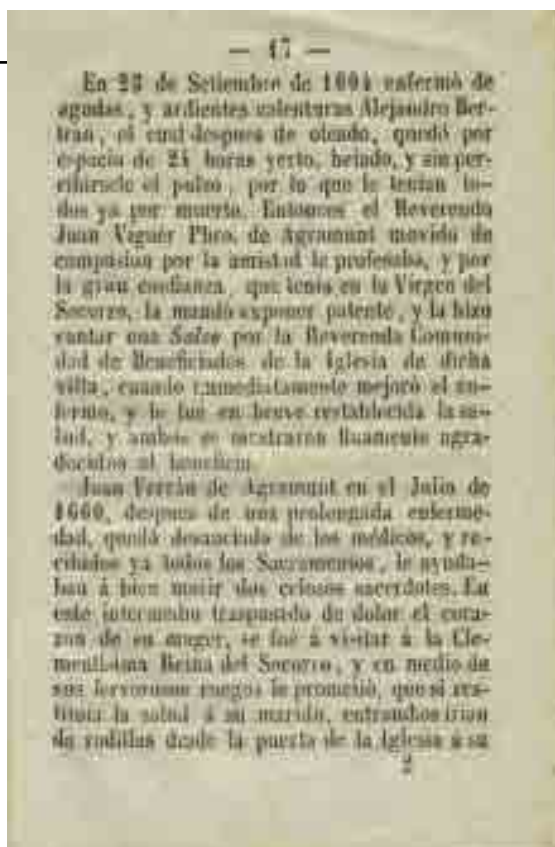 — 17 —
En 23 de Setiembre de 1694 enfermó de
agudas, y ardientes calenturas Alejandro Ber-
tran, el cual despues de oleado, quedó por
espacio de 24 horas yerto, helado, y sin per-
cibirsele el pulso, por lo que le tenian to-
dos ya por muerto. Entonces el Reverendo
Juan Viguér Pbro. de Agramunt movido de
compasion por la amistad le profesaba, y por
la gran confianza, que tenia en la Virgen del
Socorro, la mandó exponer patente, y la hizo
cantar una Salve por la Reverenda Comuni-
dad de Beneficiados de la Iglesia de dicha
villa, cuando inmediatamente mejoró el en-
fermo, y le fue en breve restablecida la sa-
lud, y ambos se mostraron finamente agra-
decidos al beneficio.
Juan Verrán de Agramunt en el Julio de
1660, despues de una prolongada enferme-
dad, quedó desauciado de los médicos, y re-
cibidos ya todos los Sacramentos, le ayuda-
ban á bien morir dos celosos sacerdotes. En
este intermedio traspasado de dolor el cora-
zon de su muger, se fue á visitar á la Cle-
mentísima Reina del Socorro, y en medio de
sus fervorosos ruegos le prometió, que si res-
tituia la salud á su marido, entrambos irian
de rodillas desde la puerta de la Iglesia á su
2